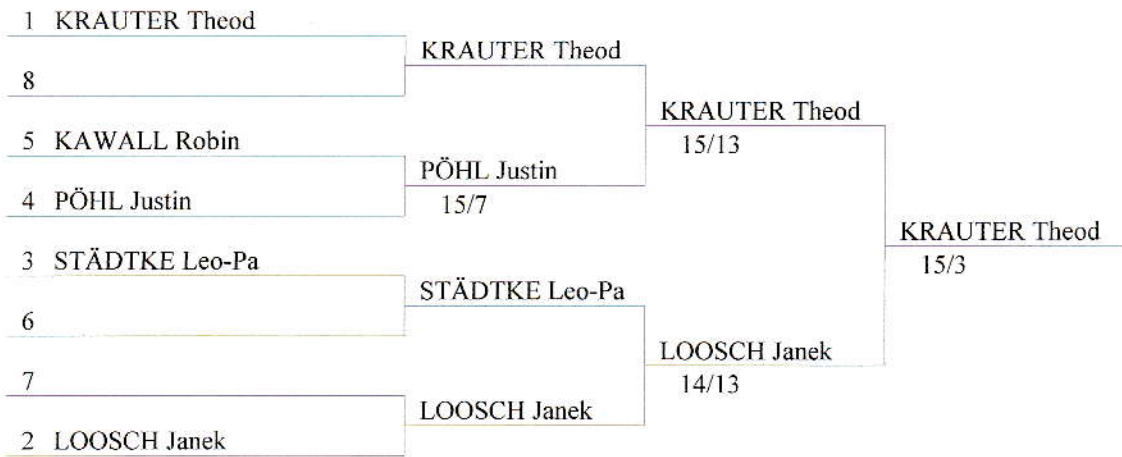 1 KRAUTER Theod
8
5 KAWALL Robin
4 PÖHL Justin
3 STÄDTKE Leo-Pa
6
7
2 LOOSCH Janek
KRAUTER Theod
PÖHL Justin
15/7
STÄDTKE Leo-Pa
LOOSCH Janek
KRAUTER Theod
15/13
LOOSCH Janek
14/13
KRAUTER Theod
15/3